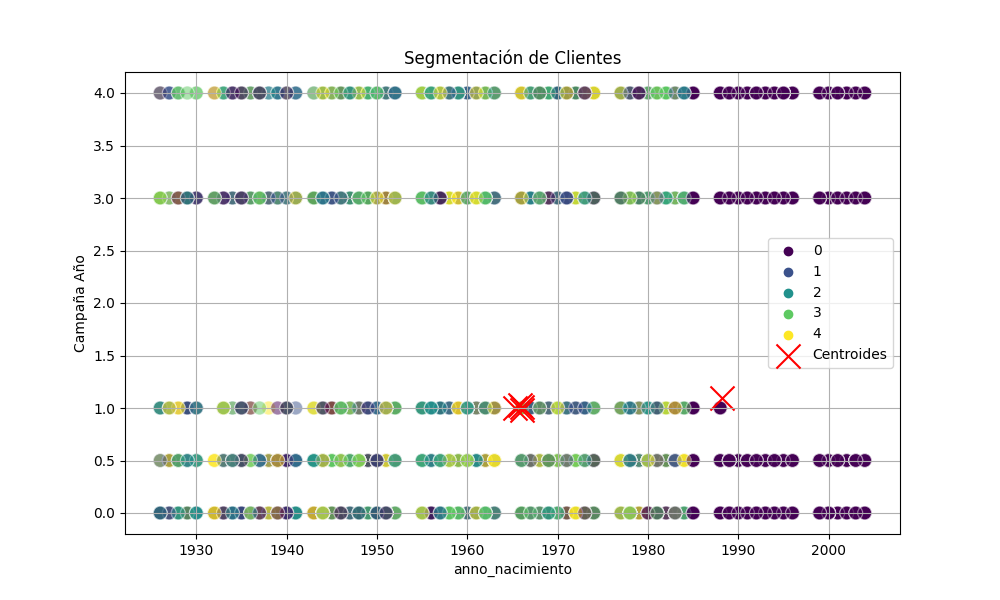 Segmentación de Clientes
Campaña Año
4.0
3.5
3.0
2.5
2.0
1.5
1.0
0.5
0.0
0
1
2
3
4
Centroides
1930 1940 1950 1960 1970 1980 1990 2000
anno_nacimiento